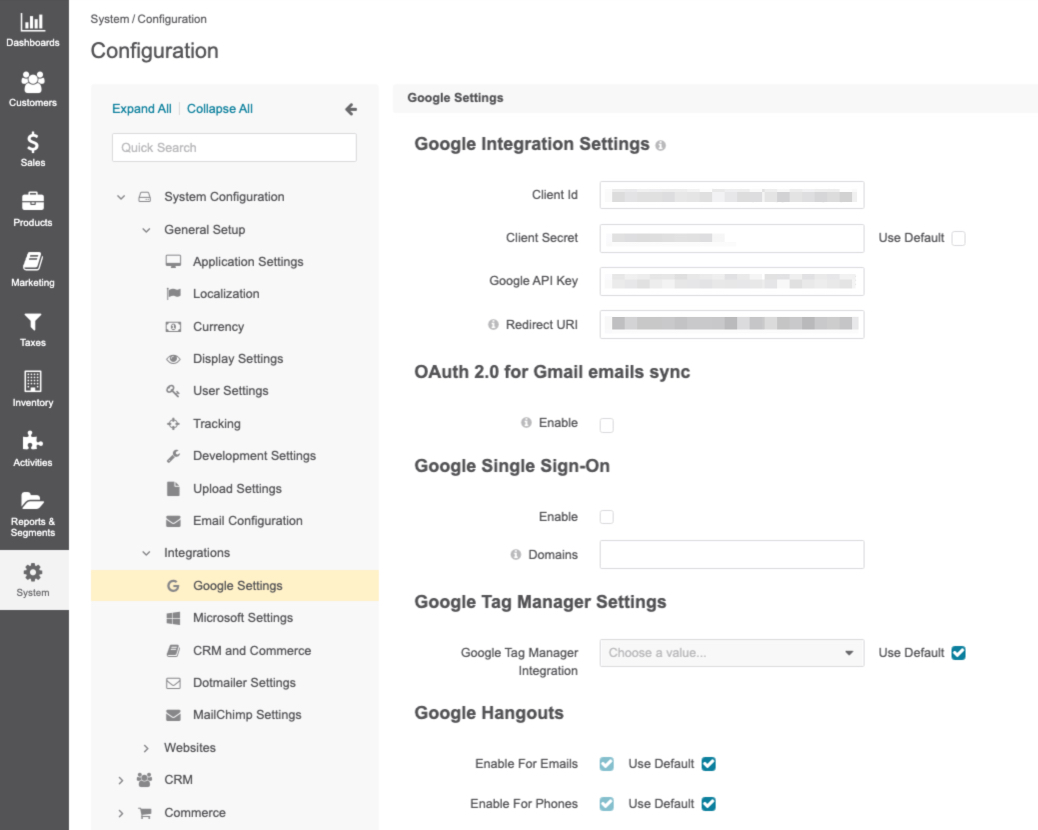 Dashboards
Customers
Sales
Products
Marketing
Taxes
Inventory
Activities
Reports &
Segments
System
System / Configuration
Configuration
Expand All | Collapse All
Quick Search
System Configuration
General Setup
Application Settings
Localization
Currency
Display Settings
User Settings
Tracking
Development Settings
Upload Settings
Email Configuration
Integrations
Google Settings
Microsoft Settings
CRM and Commerce
Dotmailer Settings
MailChimp Settings
Websites
CRM
Commerce
Google Settings
Google Integration Settings
Client Id
Client Secret Use Default
Google API Key
Redirect URI
OAuth 2.0 for Gmail emails sync
Enable
Google Single Sign-On
Enable
Domains
Google Tag Manager Settings
Google Tag Manager Choose a value... Use Default
Integration
Google Hangouts
Enable For Emails Use Default
Enable For Phones Use Default